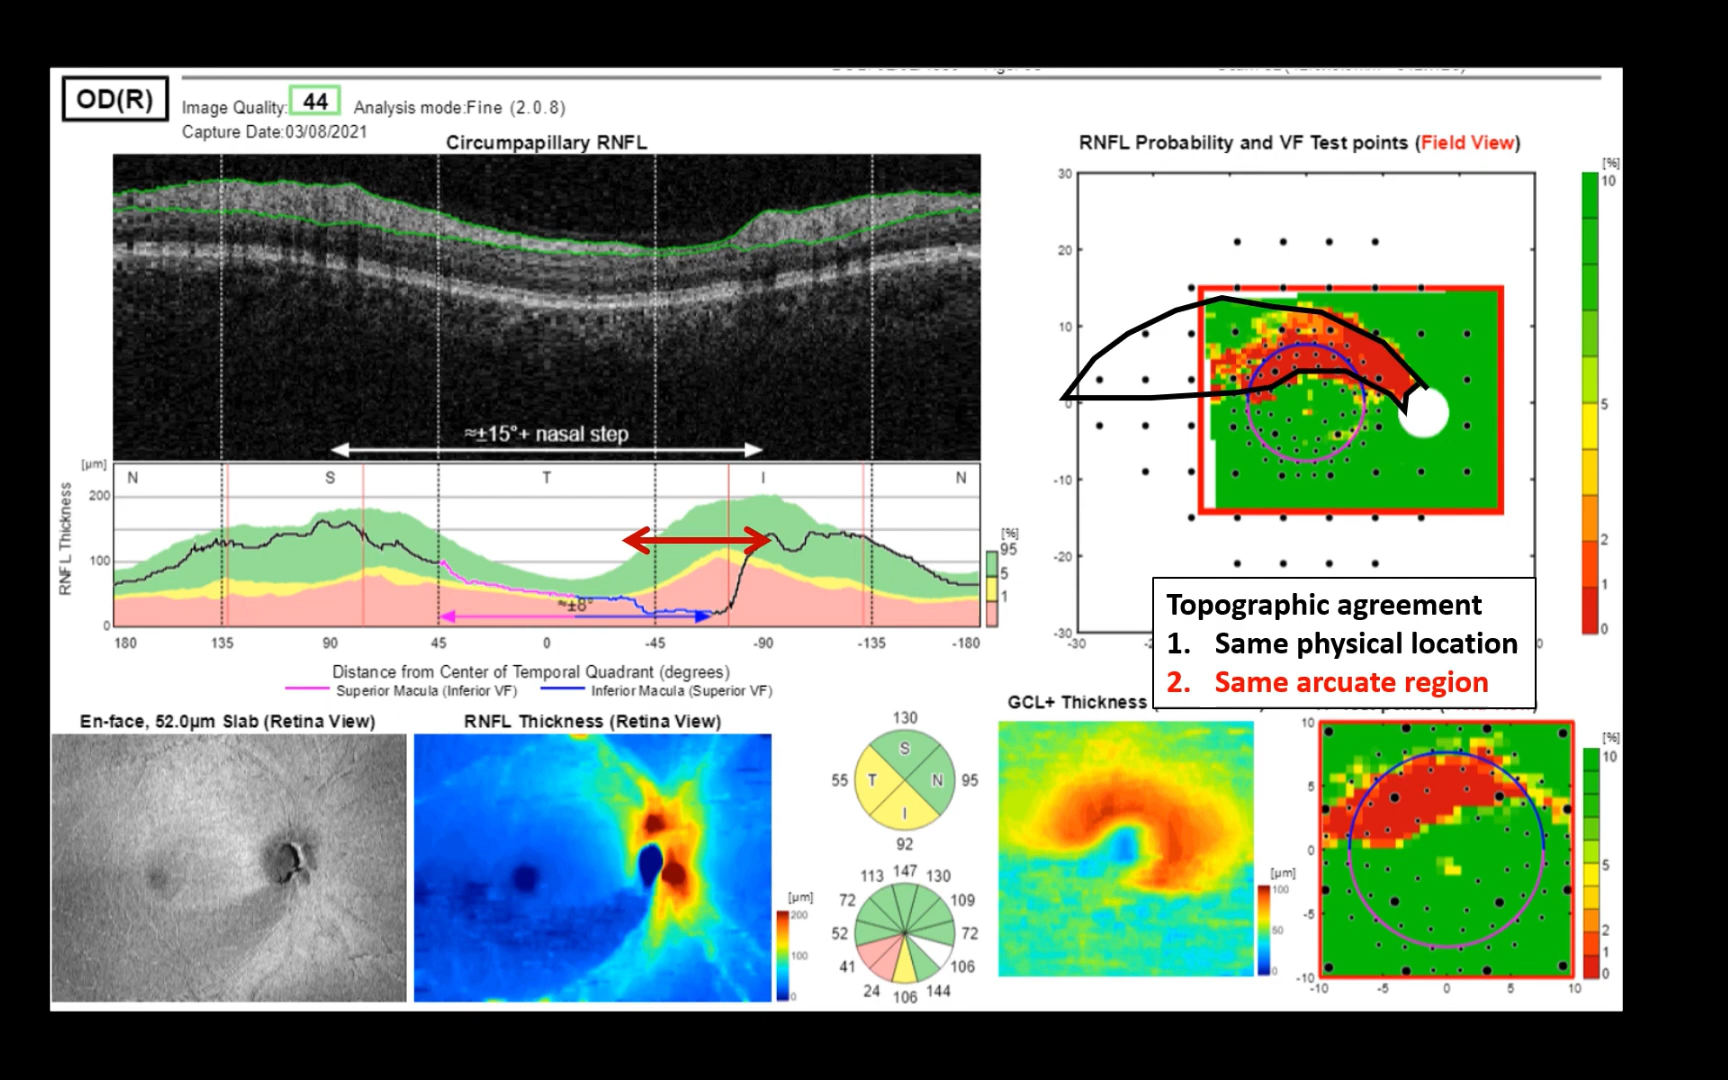 OD(R)
Image Quality: 44 Analysis mode:Fine (2.0.8)
Capture Date:03/08/2021
Circumpapillary RNFL
≈±15°+ nasal step
[µm]
N S T I N
RNFL Thickness
200
100
0
≈±8°
[%]
95
5
1
180 135 90 45 0 -45 -90 -135 -180
Distance from Center of Temporal Quadrant (degrees)
Superior Macula (Inferior VF) Inferior Macula (Superior VF)
RNFL Probability and VF Test points (Field View)
30
20
10
0
-10
-20
-30
-30
[%]
10
5
2
1
0
Topographic agreement
1. Same physical location
2. Same arcuate region
En-face, 52.0µm Slab (Retina View)
RNFL Thickness (Retina View)
[µm]
200
100
0
130
S
55 T N 95
I
92
113 147 130
72 109
52 72
41 106
24 106 144
GCL+ Thickness
[µm]
100
50
0
10
5
0
-5
-10
-10 -5 0 5 10
[%]
10
5
2
1
0